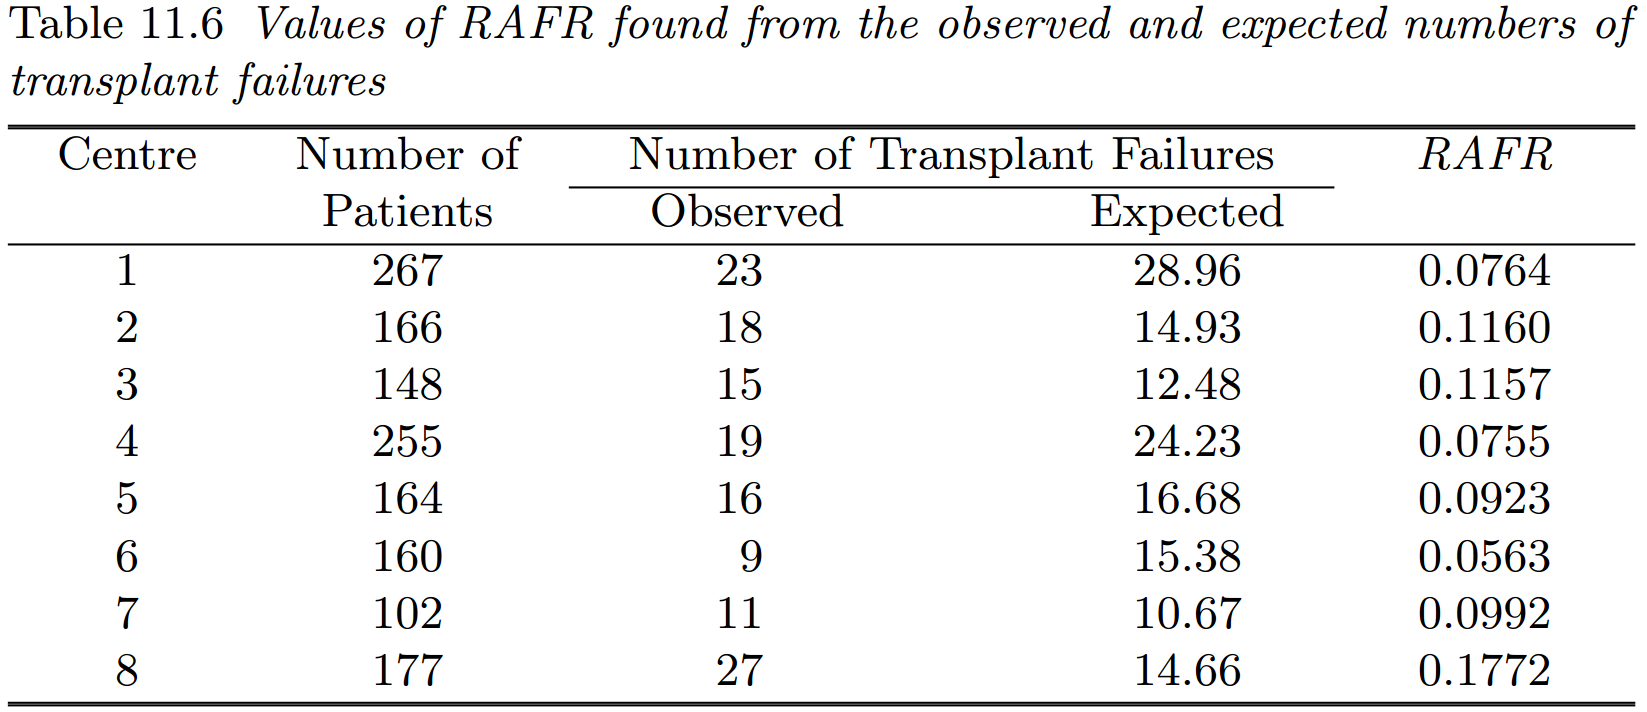 Table 11.6 Values of RAFR found from the observed and expected numbers of
transplant failures
Centre Number of Number of Transplant Failures RAFR
Patients Observed Expected
1 267 23 28.96 0.0764
2 166 18 14.93 0.1160
3 148 15 12.48 0.1157
4 255 19 24.23 0.0755
5 164 16 16.68 0.0923
6 160 9 15.38 0.0563
7 102 11 10.67 0.0992
8 177 27 14.66 0.1772